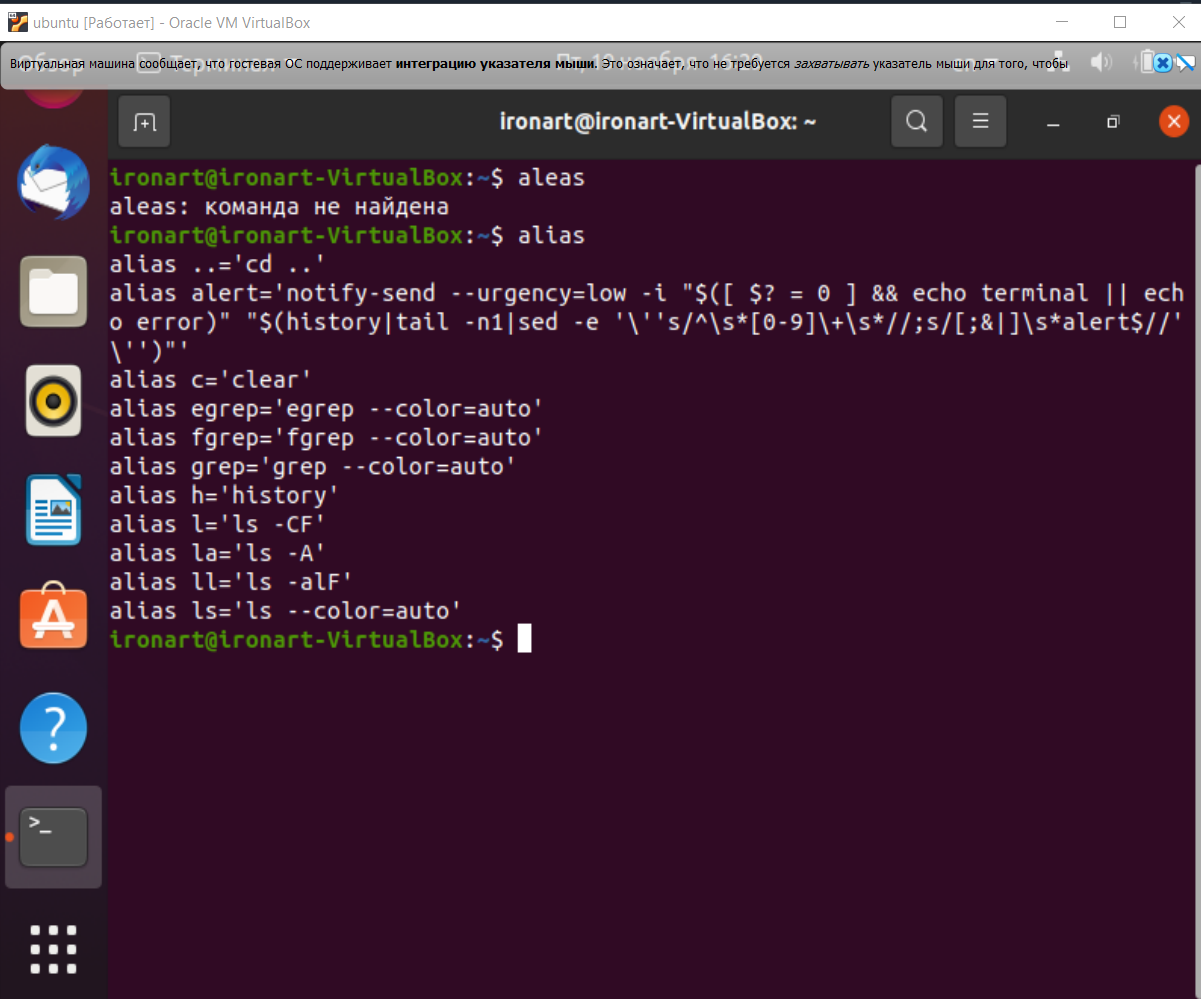 ubuntu [Работает] - Oracle VM VirtualBox
Виртуальная машина сообщает, что гостевая ОС поддерживает интеграцию указателя мыши. Это означает, что не требуется захватывать указатель мыши для того, чтобы
ironart@ironart-VirtualBox: ~
ironart@ironart-VirtualBox:~$ aleas
aleas: команда не найдена
ironart@ironart-VirtualBox:~$ alias
alias ..='cd ..'
alias alert='notify-send --urgency=low -i "$([ $? = 0 ] && echo terminal || ech
o error)" "$(history|tail -n1|sed -e '\''s/^\s*[0-9]\+\s*//;s/[;&|]\s*alert$//'
\'')"'
alias c='clear'
alias egrep='egrep --color=auto'
alias fgrep='fgrep --color=auto'
alias grep='grep --color=auto'
alias h='history'
alias l='ls -CF'
alias la='ls -A'
alias ll='ls -alF'
alias ls='ls --color=auto'
ironart@ironart-VirtualBox:~$